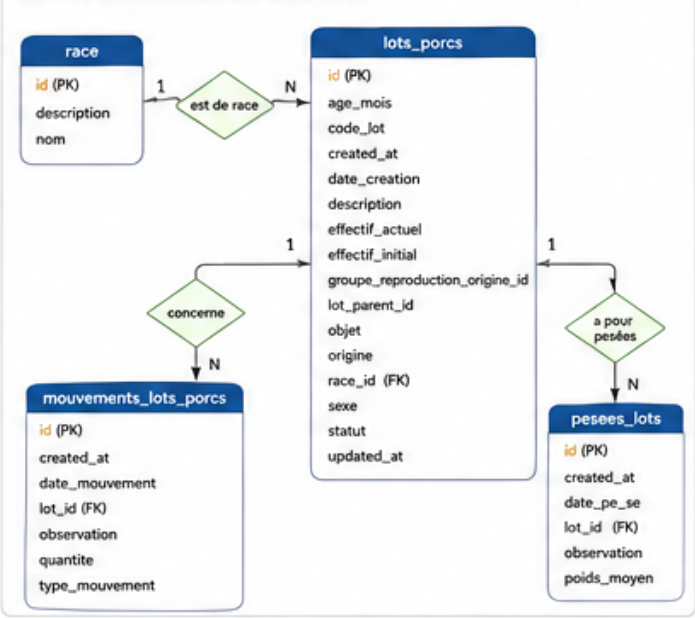 race
id (PK)
description
nom
1
est de race
N
lots_porcs
id (PK)
age_mois
code_lot
created_at
date_creation
description
effectif_actuel
effectif_initial
groupe_reproduction_origine_id
lot_parent_id
objet
origine
race_id (FK)
sexe
statut
updated_at
1
concerne
N
mouvements_lots_porcs
id (PK)
created_at
date_mouvement
lot_id (FK)
observation
quantite
type_mouvement
1
a pour
pesées
N
pesees_lots
id (PK)
created_at
date_pe_se
lot_id (FK)
observation
poids_moyen